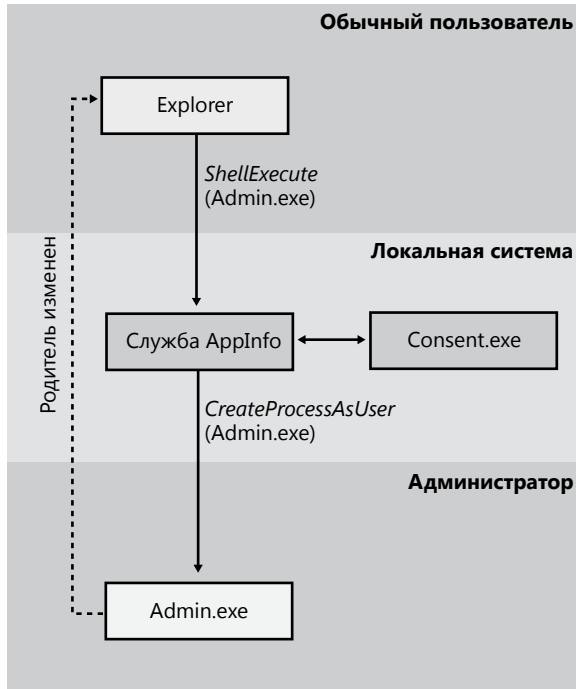 Обычный пользователь
Explorer
ShellExecute
(Admin.exe)
Родитель изменен
Локальная система
Служба AppInfo
Consent.exe
CreateProcessAsUser
(Admin.exe)
Администратор
Admin.exe